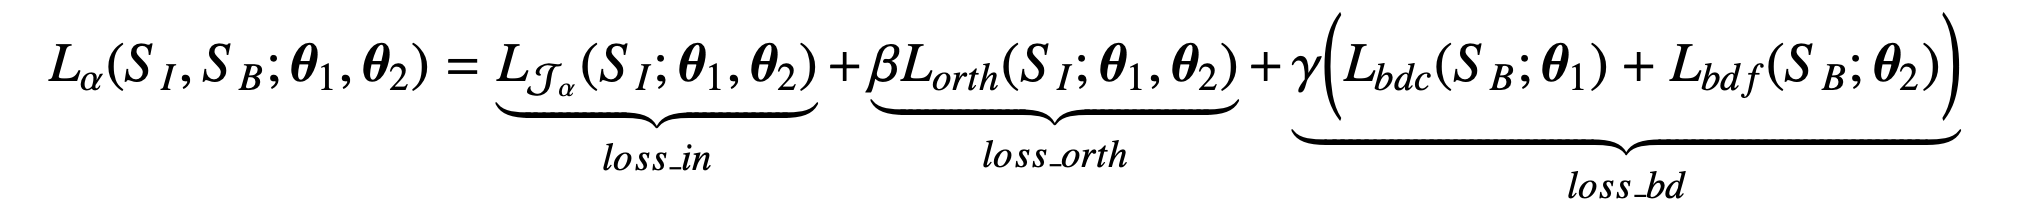 L_α(S_I, S_B; θ_1, θ_2) = L_{𝒥_α}(S_I; θ_1, θ_2) + βL_{orth}(S_I; θ_1, θ_2) + γ(L_{bdc}(S_B; θ_1) + L_{bdf}(S_B; θ_2))
loss_in loss_orth loss_bd